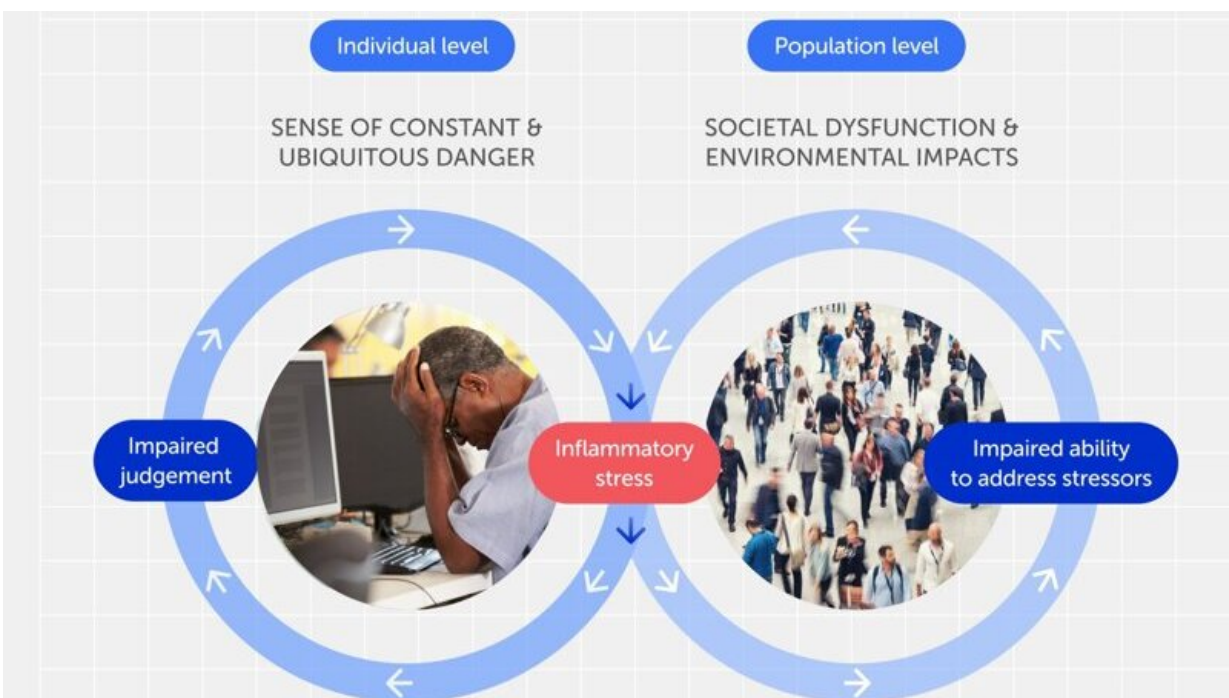 Individual level
Population level
SENSE OF CONSTANT &
UBIQUITOUS DANGER
SOCIETAL DYSFUNCTION &
ENVIRONMENTAL IMPACTS
Impaired
judgement
Inflammatory
stress
Impaired ability
to address stressors